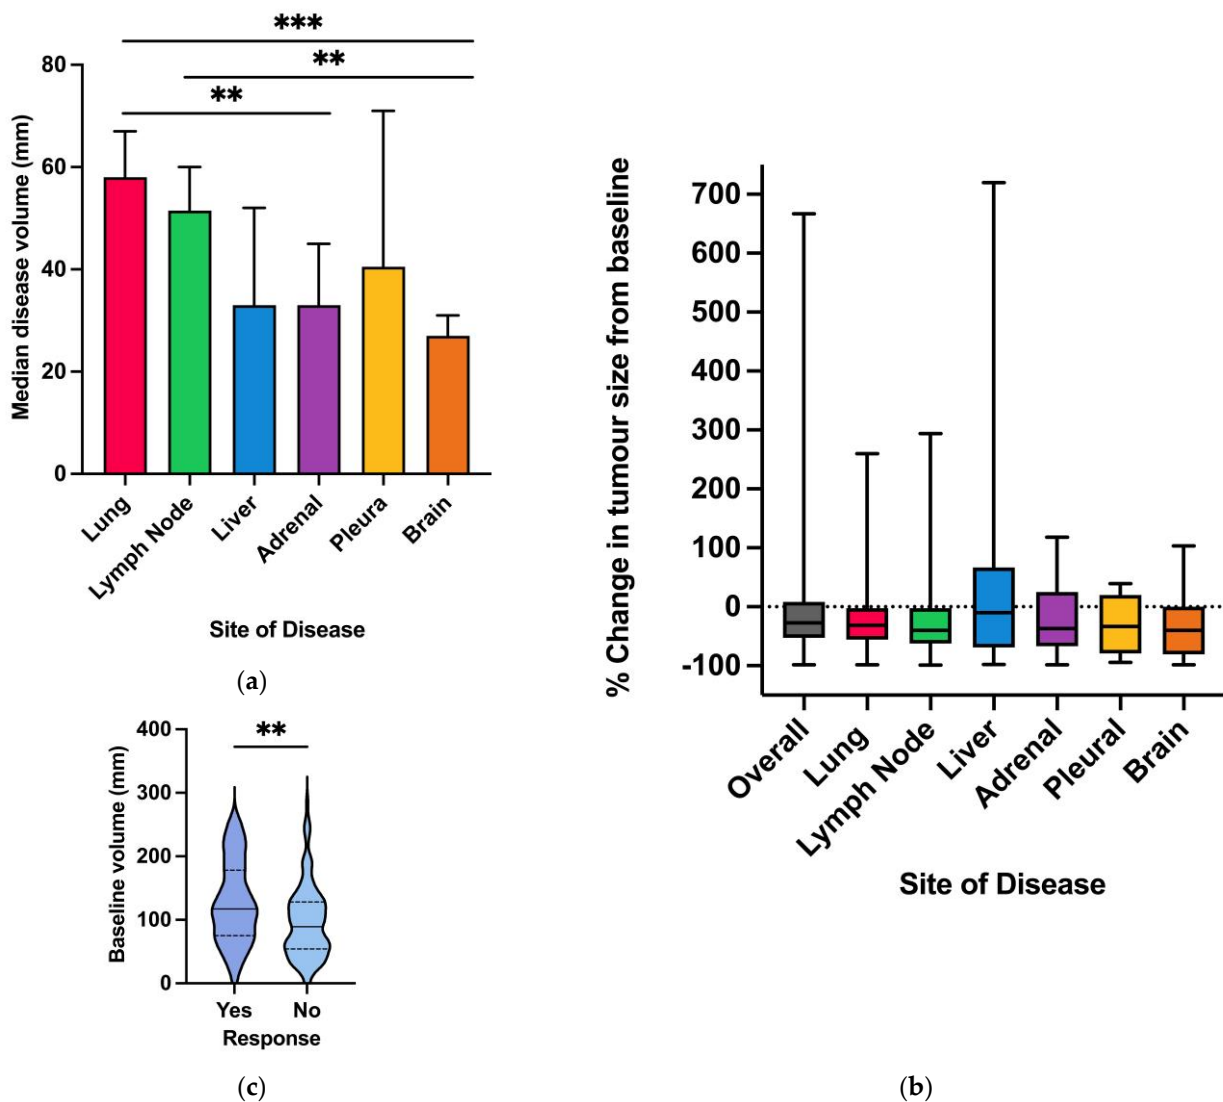 ***
**
**
80
60
40
20
0
Median disease volume (mm)
Lung
Lymph Node
Liver
Adrenal
Pleura
Brain
Site of Disease
(a)
% Change in tumour size from baseline
700
600
500
400
300
200
100
0
-100
Overall
Lung
Lymph Node
Liver
Adrenal
Pleural
Brain
Site of Disease
(b)
**
Baseline volume (mm)
400
300
200
100
0
Yes
No
Response
(c)